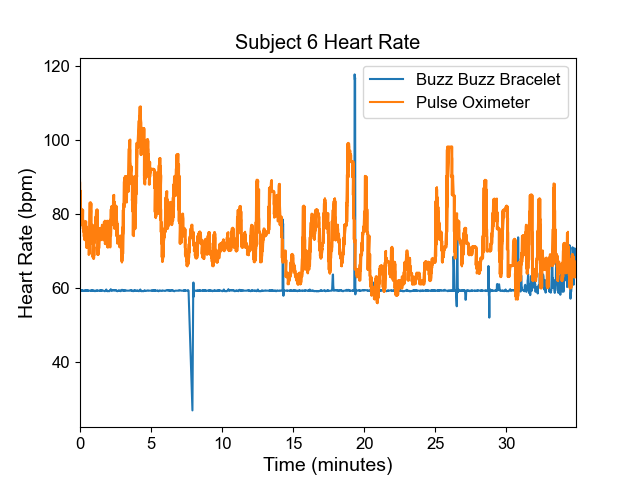 Subject 6 Heart Rate
Buzz Buzz Bracelet
Pulse Oximeter
Heart Rate (bpm)
120
100
80
60
40
0 5 10 15 20 25 30
Time (minutes)